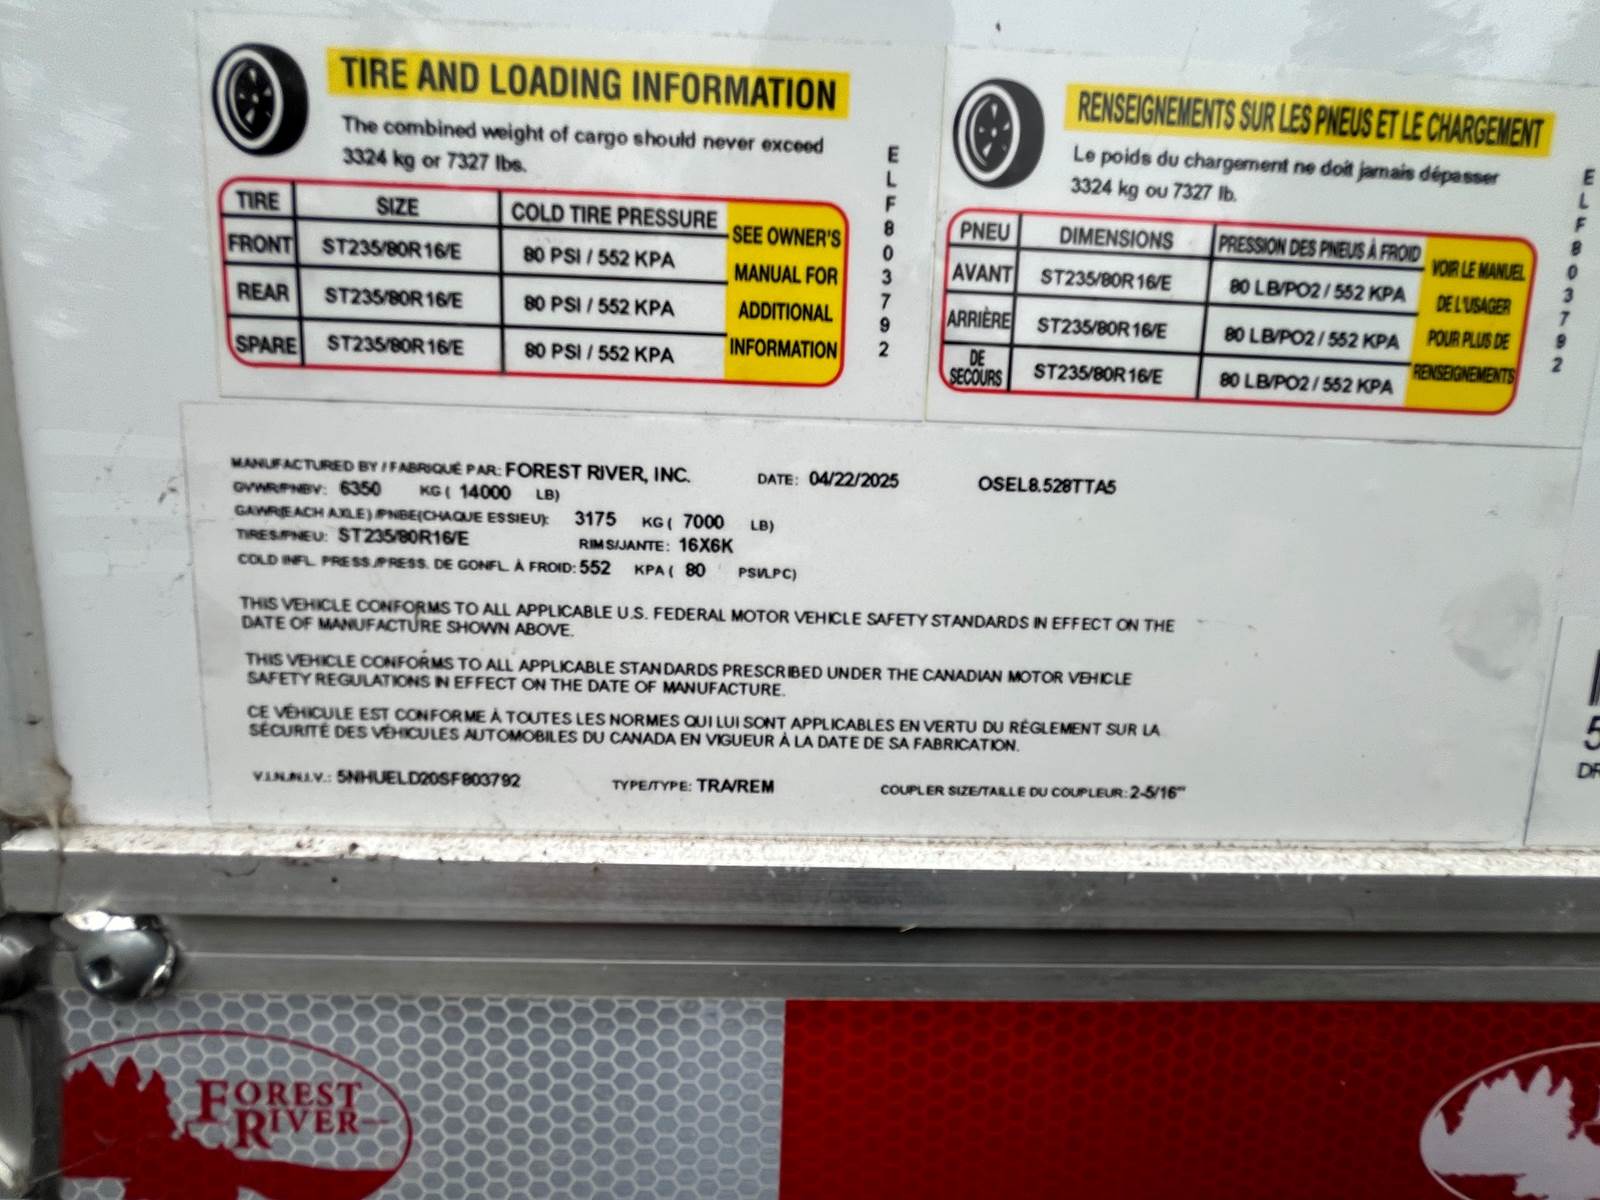 TIRE AND LOADING INFORMATION
The combined weight of cargo should never exceed
3324 kg or 7327 lbs.
TIRE SIZE COLD TIRE PRESSURE SEE OWNER'S MANUAL FOR ADDITIONAL INFORMATION
FRONT ST235/80R16/E 80 PSI / 552 KPA
REAR ST235/80R16/E 80 PSI / 552 KPA
SPARE ST235/80R16/E 80 PSI / 552 KPA
ELF803792
RENSEIGNEMENTS SUR LES PNEUS ET LE CHARGEMENT
Le poids du chargement ne doit jamais dépasser
3324 kg ou 7327 lb.
PNEU DIMENSIONS PRESSION DES PNEUS À FROID VOIR LE MANUEL DE L'USAGER POUR PLUS DE RENSEIGNEMENTS
AVANT ST235/80R16/E 80 LB/PO2 / 552 KPA
ARRIÈRE ST235/80R16/E 80 LB/PO2 / 552 KPA
DE SECOURS ST235/80R16/E 80 LB/PO2 / 552 KPA
ELF803792
MANUFACTURED BY / FABRIQUÉ PAR: FOREST RIVER, INC. DATE: 04/22/2025 OSEL8.528TTA5
GVWR/PNBV: 6350 KG ( 14000 LB)
GAWR(EACH AXLE) /PNBE(CHAQUE ESSIEU): 3175 KG ( 7000 LB)
TIRES/PNEU: ST235/80R16/E RIMS/JANTE: 16X6K
COLD INFL. PRESS./PRESS. DE GONFL. À FROID: 552 KPA ( 80 PSI/LPC)
THIS VEHICLE CONFORMS TO ALL APPLICABLE U.S. FEDERAL MOTOR VEHICLE SAFETY STANDARDS IN EFFECT ON THE
DATE OF MANUFACTURE SHOWN ABOVE.
THIS VEHICLE CONFORMS TO ALL APPLICABLE STANDARDS PRESCRIBED UNDER THE CANADIAN MOTOR VEHICLE
SAFETY REGULATIONS IN EFFECT ON THE DATE OF MANUFACTURE.
CE VÉHICULE EST CONFORME À TOUTES LES NORMES QUI LUI SONT APPLICABLES EN VERTU DU RÈGLEMENT SUR LA
SÉCURITÉ DES VÉHICULES AUTOMOBILES DU CANADA EN VIGUEUR À LA DATE DE SA FABRICATION.
V.I.N./N.I.V.: 5NHUELD20SF803792 TYPE/TYPE: TRA/REM COUPLER SIZE/TAILLE DU COUPLEUR: 2-5/16"
FOREST
RIVER